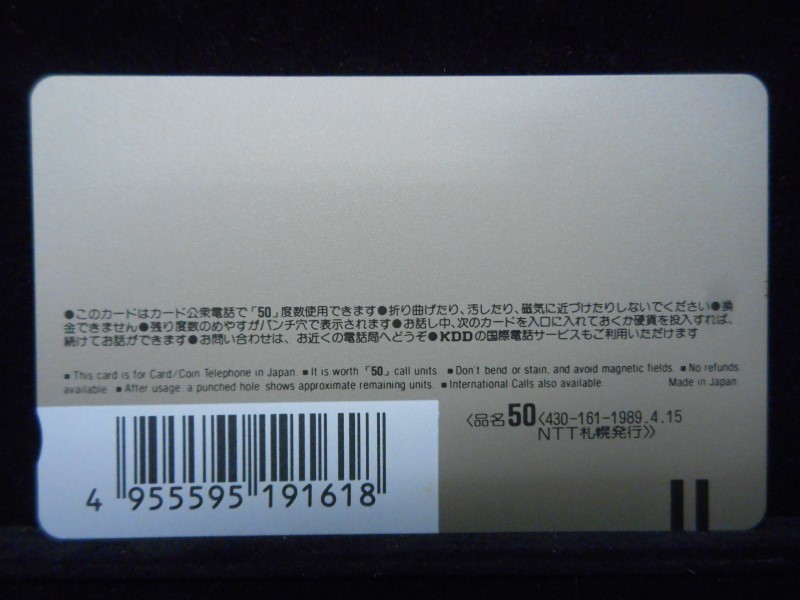 ●このカードはカード公衆電話で「50」度数使用できます●折り曲げたり、汚したり、磁気に近づけたりしないでください●換
金できません●残り度数のめやすがパンチ穴で表示されます●お話し中、次のカードを入口に入れておくか硬貨を投入すれば、
続けてお話ができます●お問い合わせは、お近くの電話局へどうぞ●KDDの国際電話サービスもご利用いただけます
■This card is for Card/Coin Telephone in Japan. ■It is worth「50」call units. ■Don't bend or stain, and avoid magnetic fields. ■No refunds
available. ■After usage, a punched hole shows approximate remaining units. ■International Calls also available. Made in Japan
〈品名50〈430-161-1989.4.15
NTT札幌発行〉〉
4 955595 191618